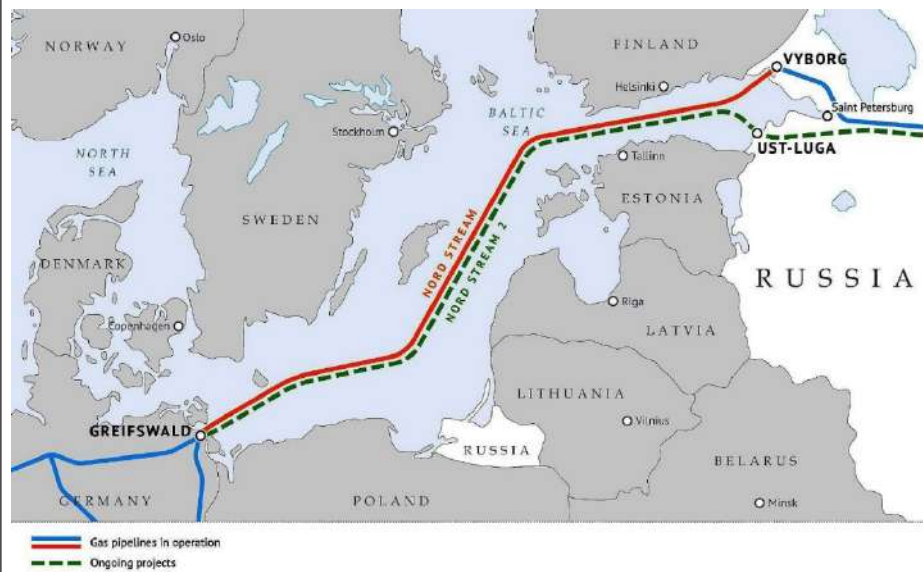 NORWAY
Oslo
FINLAND
VYBORG
Helsinki
Saint Petersburg
Stockholm
BALTIC
SEA
UST-LUGA
NORTH
SEA
Tallinn
ESTONIA
SWEDEN
NORD STREAM
NORD STREAM 2
DENMARK
RUSSIA
Riga
Copenhagen
LATVIA
LITHUANIA
GREIFSWALD
Vilnius
RUSSIA
BELARUS
GERMANY
POLAND
Minsk
Gas pipelines in operation
Ongoing projects